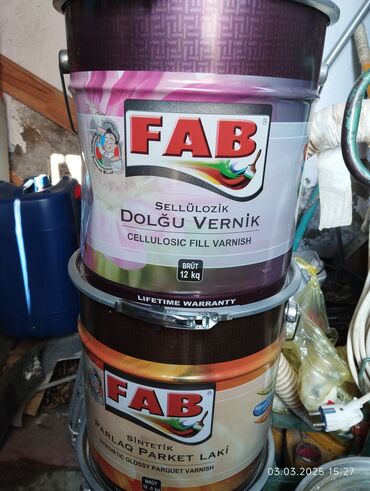 FAB
SELLÜLOZİK
DOLĞU VERNİK
CELLULOSIC FILL VARNISH
BRÜT
12 kq
LIFETIME WARRANTY
FAB
SİNTETİK
PARLAQ PARKET LAKİ
SYNTHETIC GLOSSY PARQUET VARNISH
BRÜT
03.03.2025 15:27